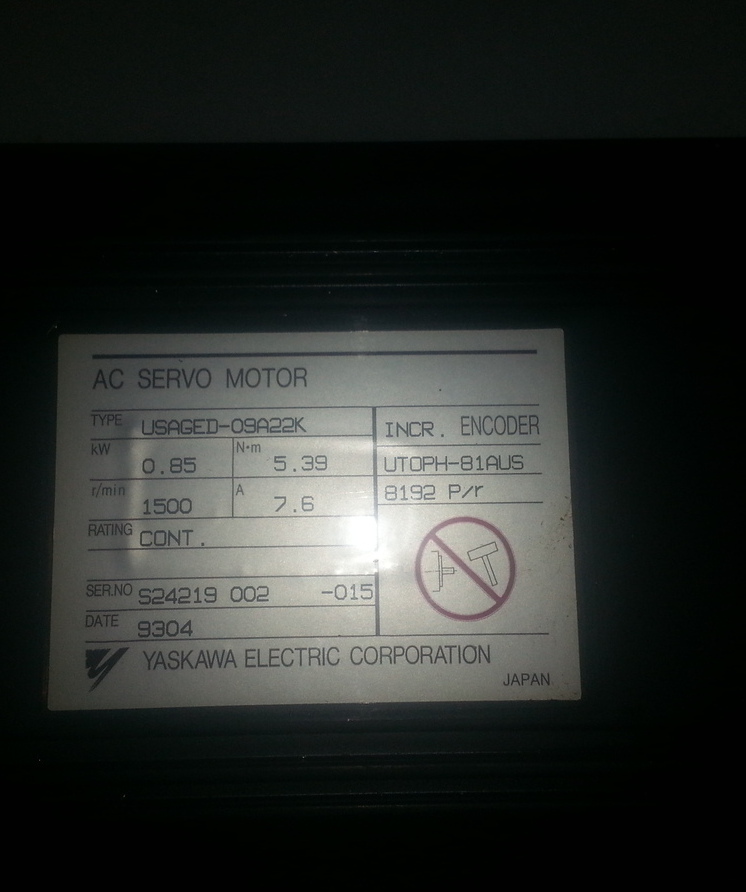 AC SERVO MOTOR
TYPE USAGED-09A22K
kW 0.85 N·m 5.39
r/min 1500 A 7.6
RATING CONT.
SER.NO S24219 002 -015
DATE 9304
INCR. ENCODER
UTOPH-81AUS
8192 P/r
YASKAWA ELECTRIC CORPORATION
JAPAN